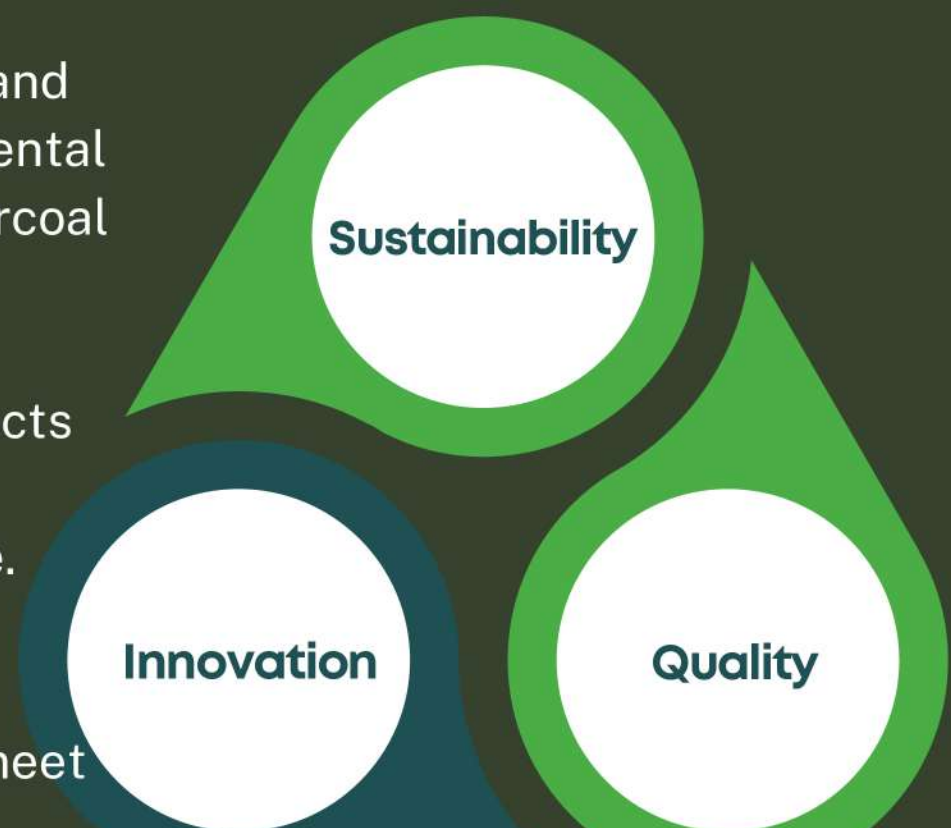 and
ental
rcoal
cts
e.
neet
Sustainability
Innovation
Quality